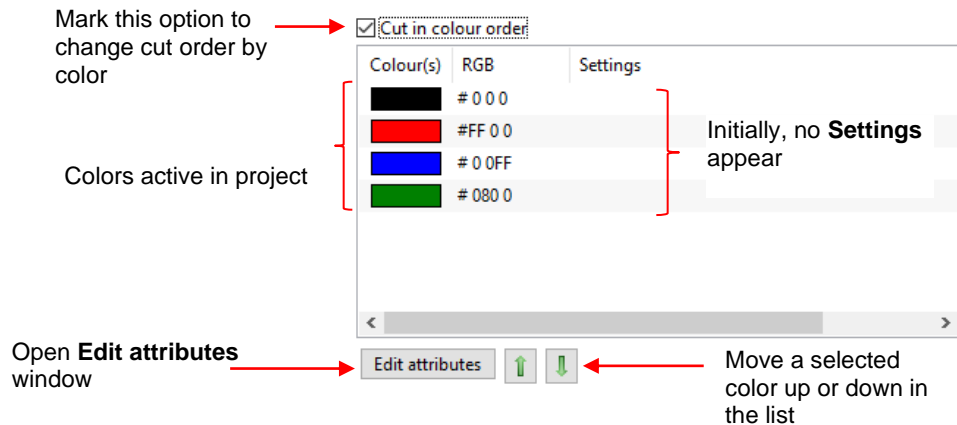 Mark this option to
change cut order by
color
Cut in colour order
Colour(s) RGB Settings
# 0 0 0
#FF 0 0
# 0 0FF
# 080 0
Colors active in project
Initially, no Settings
appear
Open Edit attributes
window
Edit attributes
Move a selected
color up or down in
the list